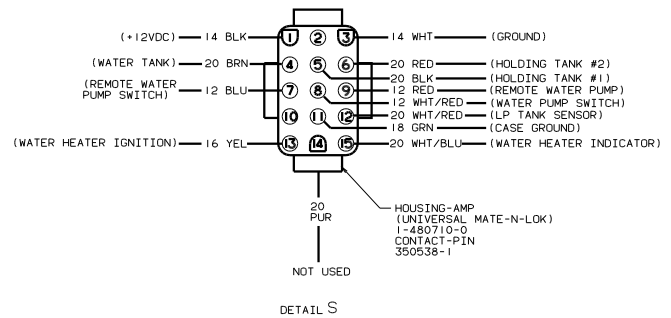 (+12VDC) 14 BLK 1 2 3 14 WHT (GROUND)
(WATER TANK) 20 BRN 4 5 6 20 RED (HOLDING TANK #2)
20 BLK (HOLDING TANK #1)
(REMOTE WATER PUMP SWITCH) 12 BLU 7 8 9 12 RED (REMOTE WATER PUMP)
12 WHT/RED (WATER PUMP SWITCH)
10 11 12 20 WHT/RED (LP TANK SENSOR)
18 GRN (CASE GROUND)
(WATER HEATER IGNITION) 16 YEL 13 14 15 20 WHT/BLU (WATER HEATER INDICATOR)
20
PUR
NOT USED
HOUSING-AMP
(UNIVERSAL MATE-N-LOK)
1-480710-0
CONTACT-PIN
350538-1
DETAIL S